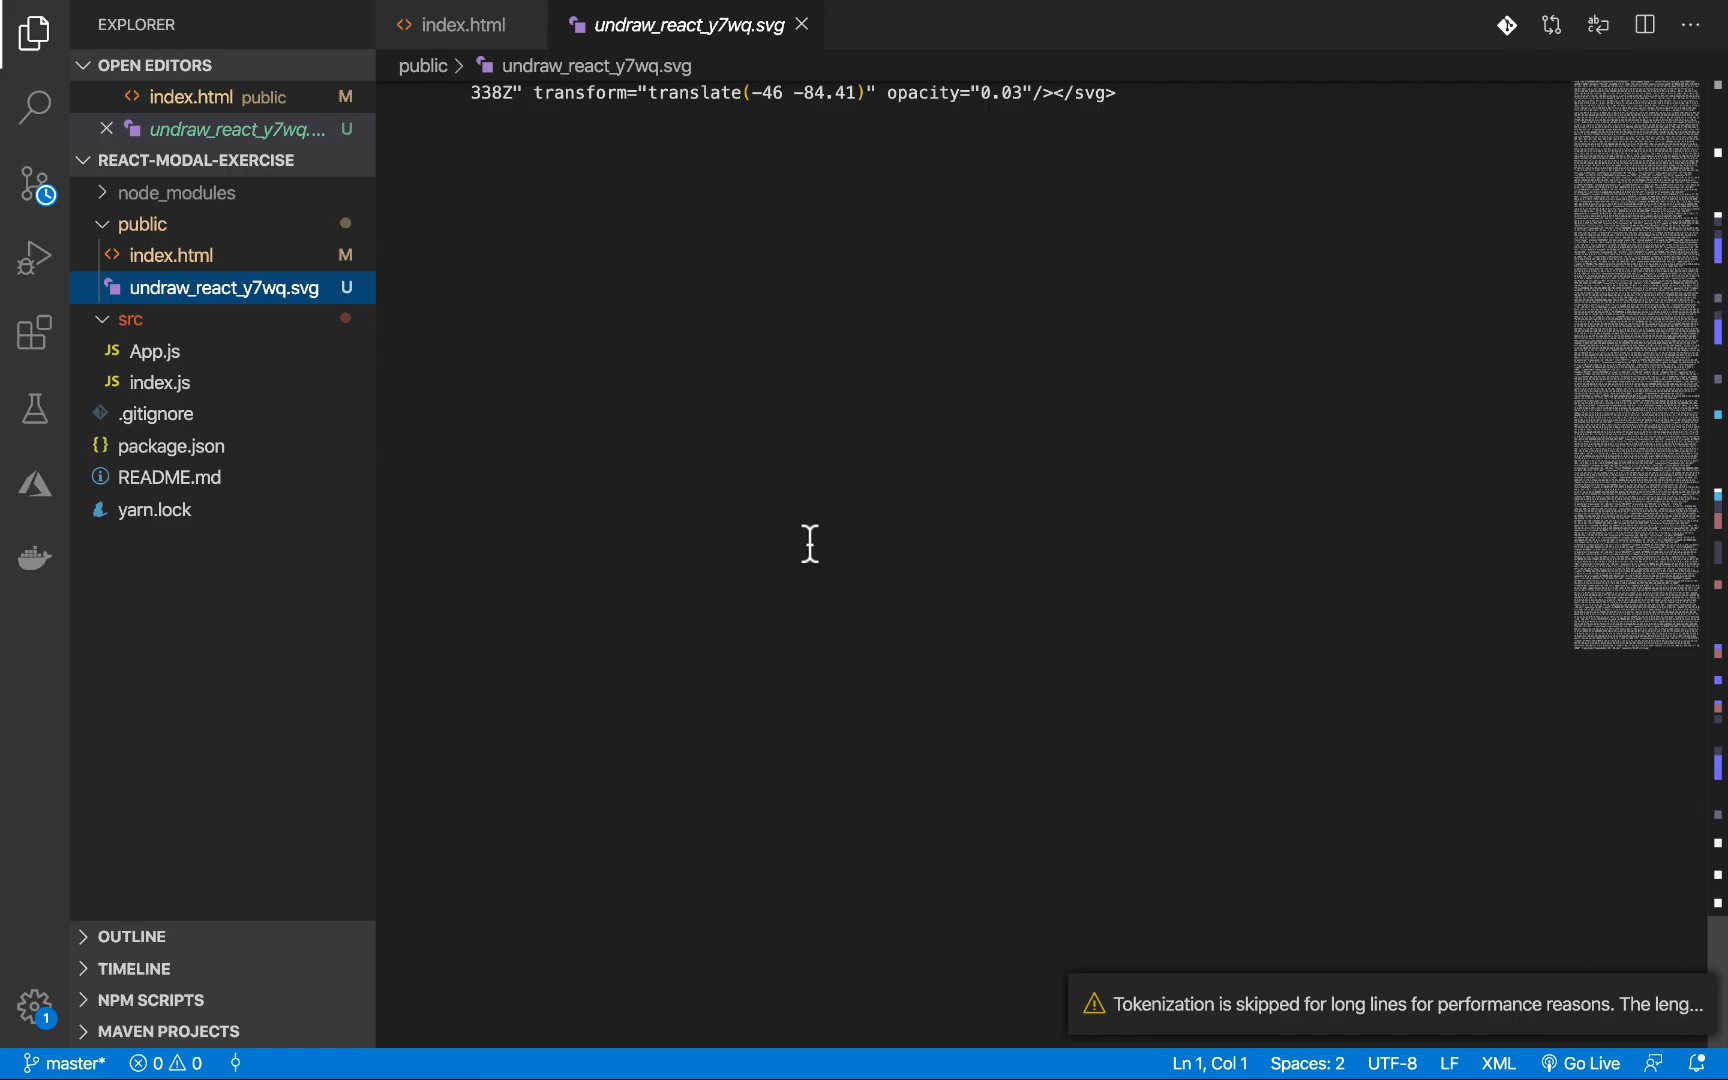 EXPLORER
OPEN EDITORS
index.html public M
undraw_react_y7wq.... U
REACT-MODAL-EXERCISE
node_modules
public
index.html M
undraw_react_y7wq.svg U
src
JS App.js
JS index.js
.gitignore
{} package.json
README.md
yarn.lock
OUTLINE
TIMELINE
NPM SCRIPTS
MAVEN PROJECTS
1
index.html
undraw_react_y7wq.svg
public > undraw_react_y7wq.svg
338Z" transform="translate(-46 -84.41)" opacity="0.03"/></svg>
Tokenization is skipped for long lines for performance reasons. The leng...
master* 0 0
Ln 1, Col 1 Spaces: 2 UTF-8 LF XML Go Live